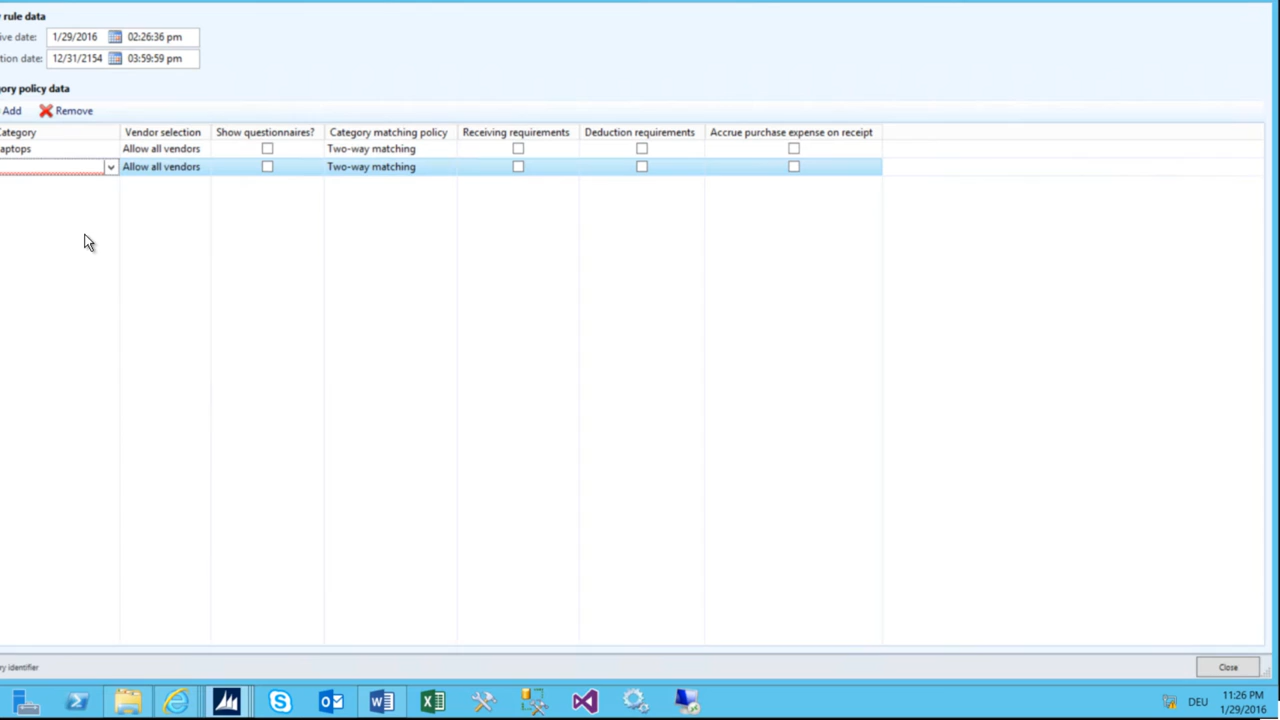 rule data
ive date: 1/29/2016 02:26:36 pm
tion date: 12/31/2154 03:59:59 pm
gory policy data
Add Remove
ategory Vendor selection Show questionnaires? Category matching policy Receiving requirements Deduction requirements Accrue purchase expense on receipt
aptops Allow all vendors Two-way matching
Allow all vendors Two-way matching
ry identifier Close
DEU 11:26 PM
1/29/2016